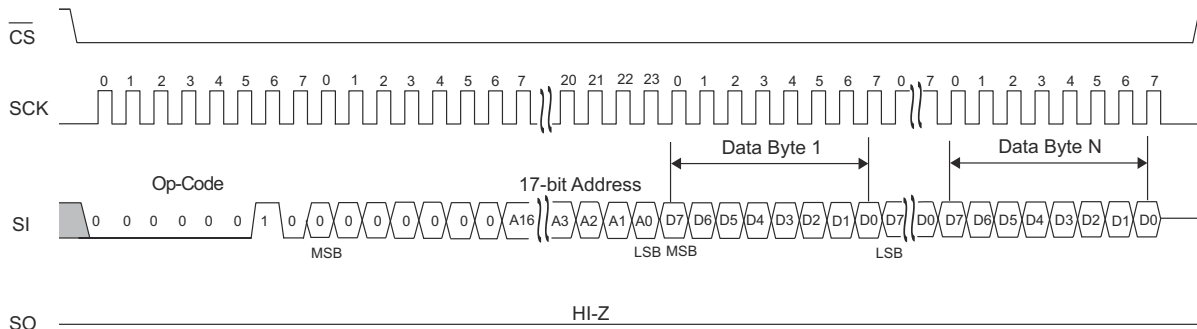 CS
0 1 2 3 4 5 6 7 0 1 2 3 4 5 6 7 20 21 22 23 0 1 2 3 4 5 6 7 0 7 0 1 2 3 4 5 6 7
SCK
Data Byte 1 Data Byte N
Op-Code 17-bit Address
SI 0 0 0 0 0 0 1 0 0 0 0 0 0 0 0 A16 A3 A2 A1 A0 D7 D6 D5 D4 D3 D2 D1 D0 D7 D0 D7 D6 D5 D4 D3 D2 D1 D0
MSB LSB MSB LSB
HI-Z
SO